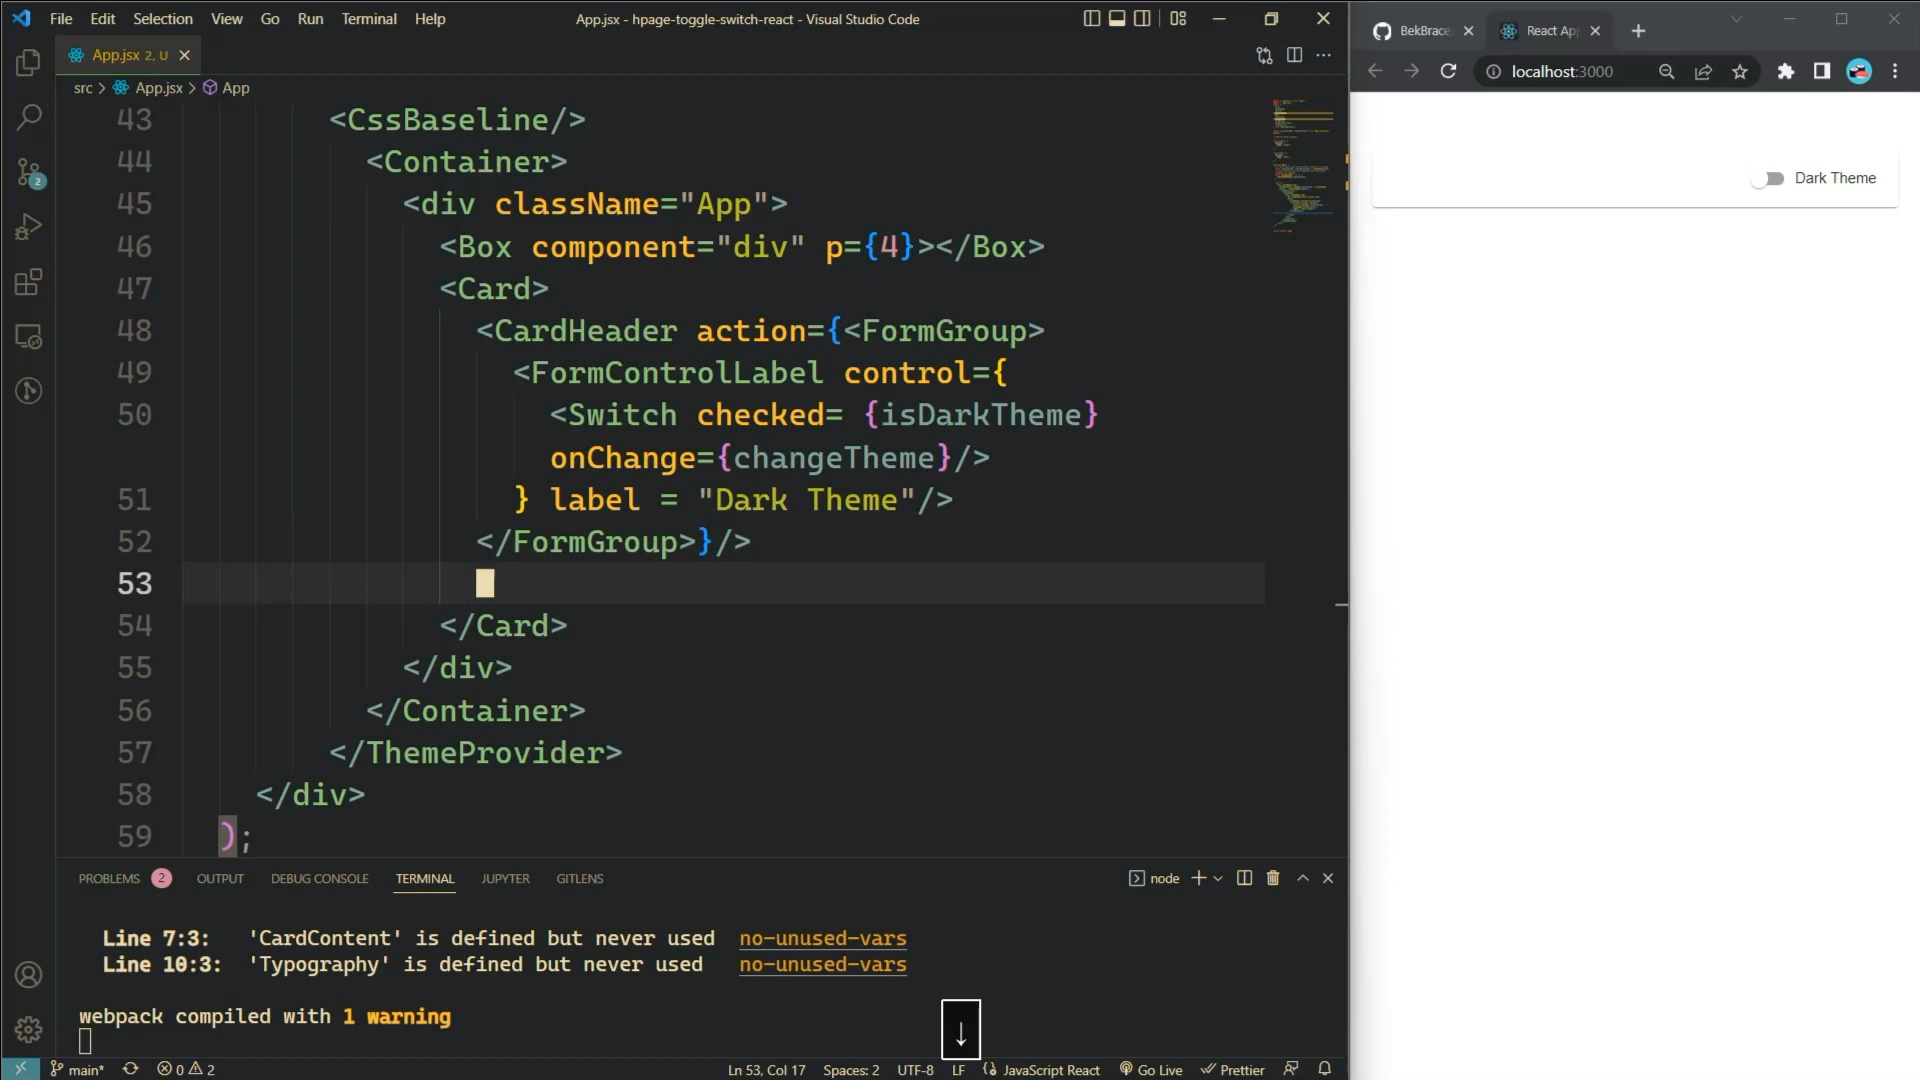 File Edit Selection View Go Run Terminal Help
App.jsx - hpage-toggle-switch-react - Visual Studio Code
App.jsx 2, U
src > App.jsx > App
43 <CssBaseline/>
44 <Container>
45 <div className="App">
46 <Box component="div" p={4}></Box>
47 <Card>
48 <CardHeader action={<FormGroup>
49 <FormControlLabel control={
50 <Switch checked= {isDarkTheme}
onChange={changeTheme}/>
51 } label = "Dark Theme"/>
52 </FormGroup>}/>
53
54 </Card>
55 </div>
56 </Container>
57 </ThemeProvider>
58 </div>
59 );
2
PROBLEMS 2 OUTPUT DEBUG CONSOLE TERMINAL JUPYTER GITLENS
node
Line 7:3: 'CardContent' is defined but never used no-unused-vars
Line 10:3: 'Typography' is defined but never used no-unused-vars
webpack compiled with 1 warning
↓
main* 0 2 Ln 53, Col 17 Spaces: 2 UTF-8 LF JavaScript React Go Live Prettier
BekBrace React App
localhost:3000
Dark Theme